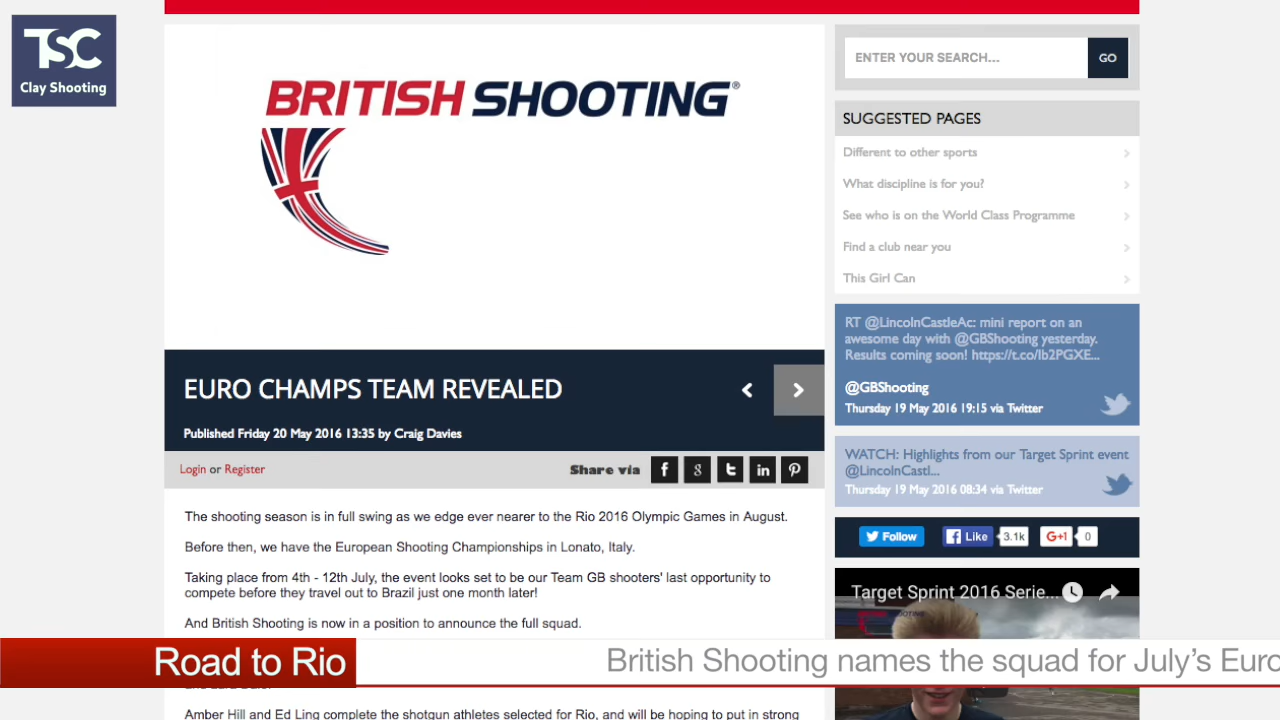 TSC
Clay Shooting
BRITISH SHOOTING®
EURO CHAMPS TEAM REVEALED
Published Friday 20 May 2016 13:35 by Craig Davies
Login or Register
Share via
The shooting season is in full swing as we edge ever nearer to the Rio 2016 Olympic Games in August.
Before then, we have the European Shooting Championships in Lonato, Italy.
Taking place from 4th - 12th July, the event looks set to be our Team GB shooters' last opportunity to
compete before they travel out to Brazil just one month later!
And British Shooting is now in a position to announce the full squad.
Amber Hill and Ed Ling complete the shotgun athletes selected for Rio, and will be hoping to put in strong
ENTER YOUR SEARCH...
GO
SUGGESTED PAGES
Different to other sports
What discipline is for you?
See who is on the World Class Programme
Find a club near you
This Girl Can
RT @LincolnCastleAc: mini report on an
awesome day with @GBShooting yesterday.
Results coming soon! https://t.co/lb2PGXE...
@GBShooting
Thursday 19 May 2016 19:15 via Twitter
WATCH: Highlights from our Target Sprint event
@LincolnCastl...
Thursday 19 May 2016 08:34 via Twitter
Follow
Like
3.1k
G+1
0
Target Sprint 2016 Serie...
Road to Rio
British Shooting names the squad for July's Euro